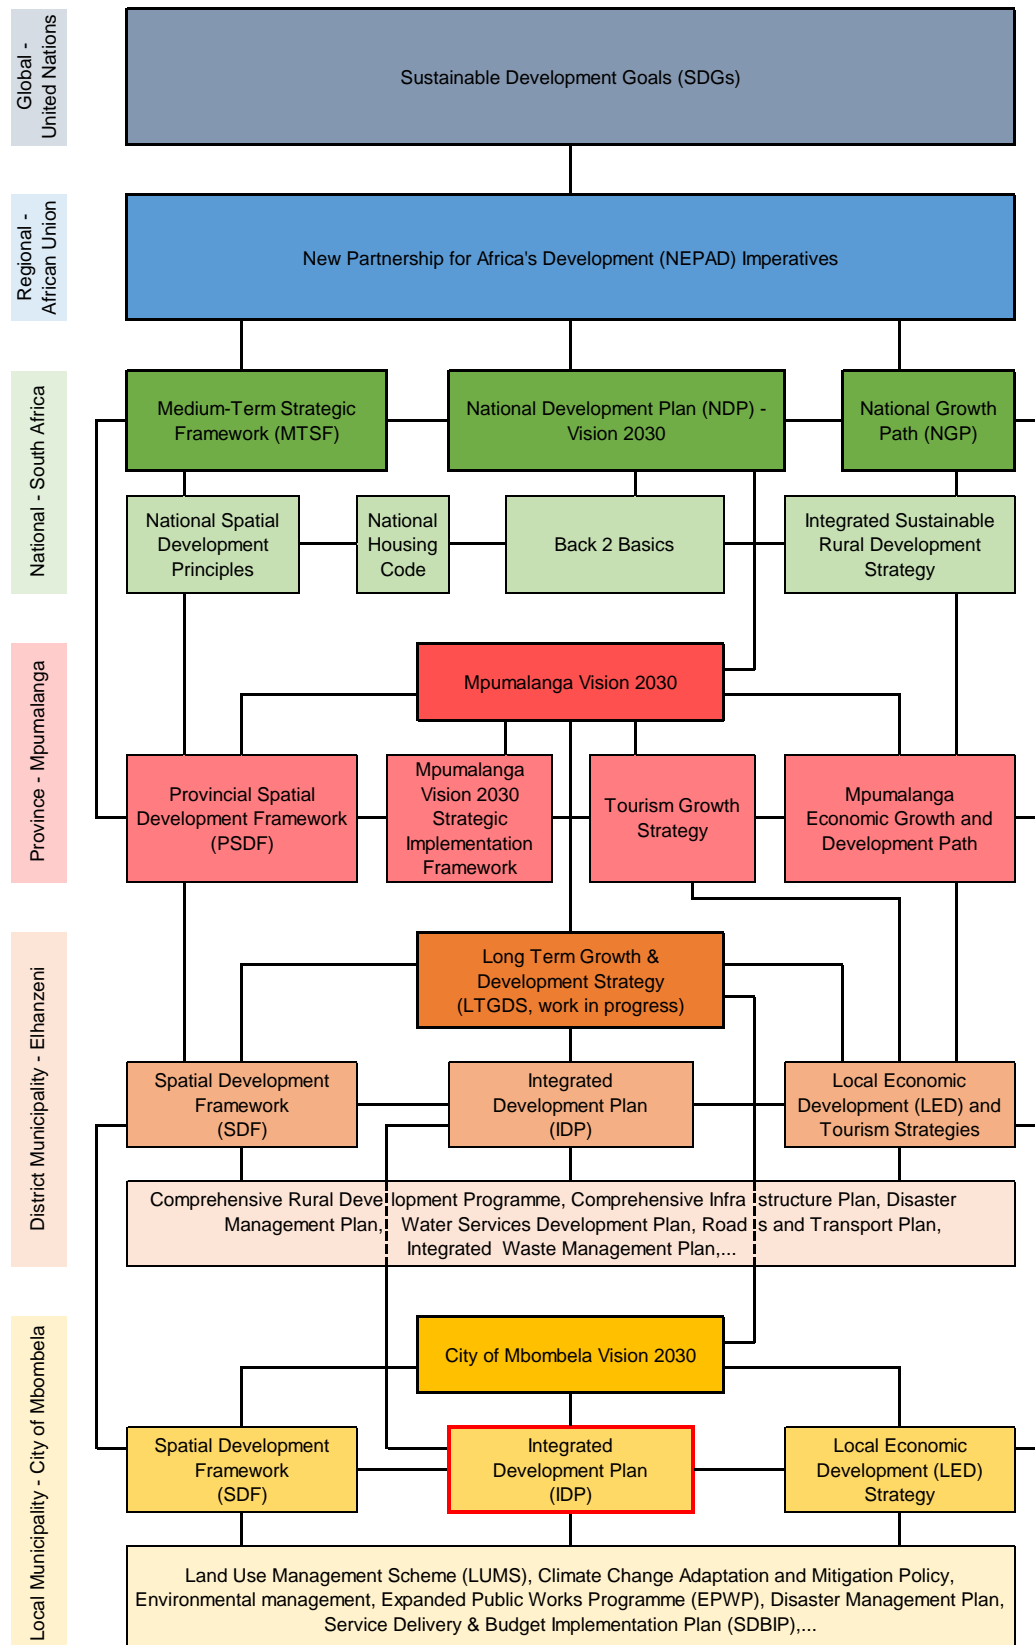 Global -
United Nations
Sustainable Development Goals (SDGs)
Regional -
African Union
New Partnership for Africa's Development (NEPAD) Imperatives
National - South Africa
Medium-Term Strategic
Framework (MTSF)
National Development Plan (NDP) -
Vision 2030
National Growth
Path (NGP)
National Spatial
Development
Principles
National
Housing
Code
Back 2 Basics
Integrated Sustainable
Rural Development
Strategy
Province - Mpumalanga
Mpumalanga Vision 2030
Provincial Spatial
Development Framework
(PSDF)
Mpumalanga
Vision 2030
Strategic
Implementation
Framework
Tourism Growth
Strategy
Mpumalanga
Economic Growth and
Development Path
District Municipality - Elhanzeni
Long Term Growth &
Development Strategy
(LTGDS, work in progress)
Spatial Development
Framework
(SDF)
Integrated
Development Plan
(IDP)
Local Economic
Development (LED) and
Tourism Strategies
Comprehensive Rural Development Programme, Comprehensive Infrastructure Plan, Disaster
Management Plan, Water Services Development Plan, Roads and Transport Plan,
Integrated Waste Management Plan,...
Local Municipality - City of Mbombela
City of Mbombela Vision 2030
Spatial Development
Framework
(SDF)
Integrated
Development Plan
(IDP)
Local Economic
Development (LED)
Strategy
Land Use Management Scheme (LUMS), Climate Change Adaptation and Mitigation Policy,
Environmental management, Expanded Public Works Programme (EPWP), Disaster Management Plan,
Service Delivery & Budget Implementation Plan (SDBIP),...